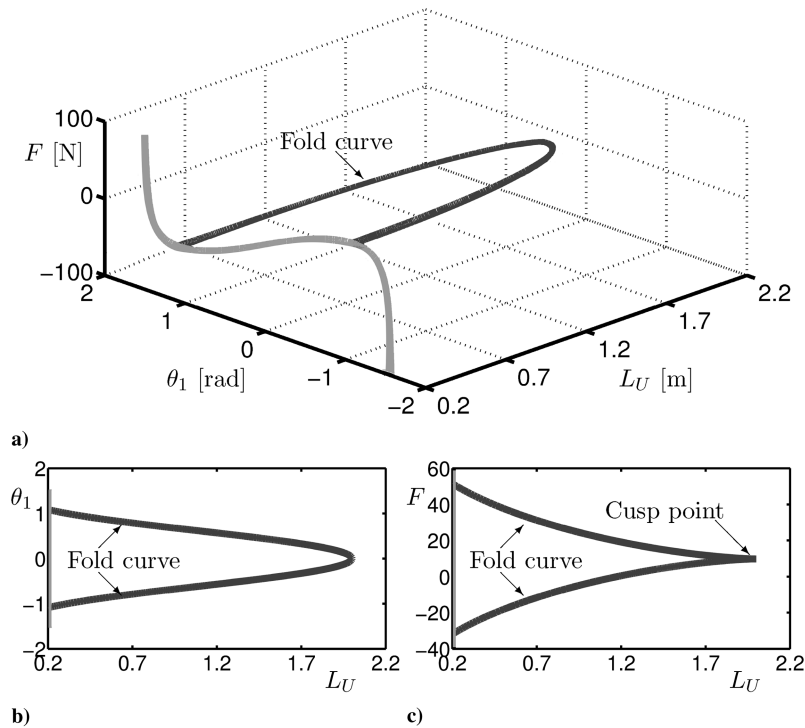 100
Fold curve
F [N]
0
−100
2
2.2
1
1.7
0
1.2
θ₁ [rad]
−1
0.7
L_U [m]
−2
0.2
a)
2
θ₁
1
Fold curve
0
−1
−2
0.2
0.7
1.2
1.7
2.2
L_U
b)
60
F
Cusp point
40
20
Fold curve
0
−20
−40
0.2
0.7
1.2
1.7
2.2
L_U
c)